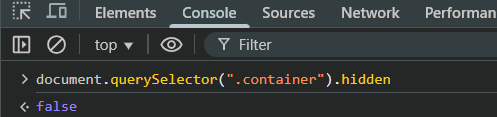 Elements Console Sources Network Performan
top Filter
document.querySelector(".container").hidden
false